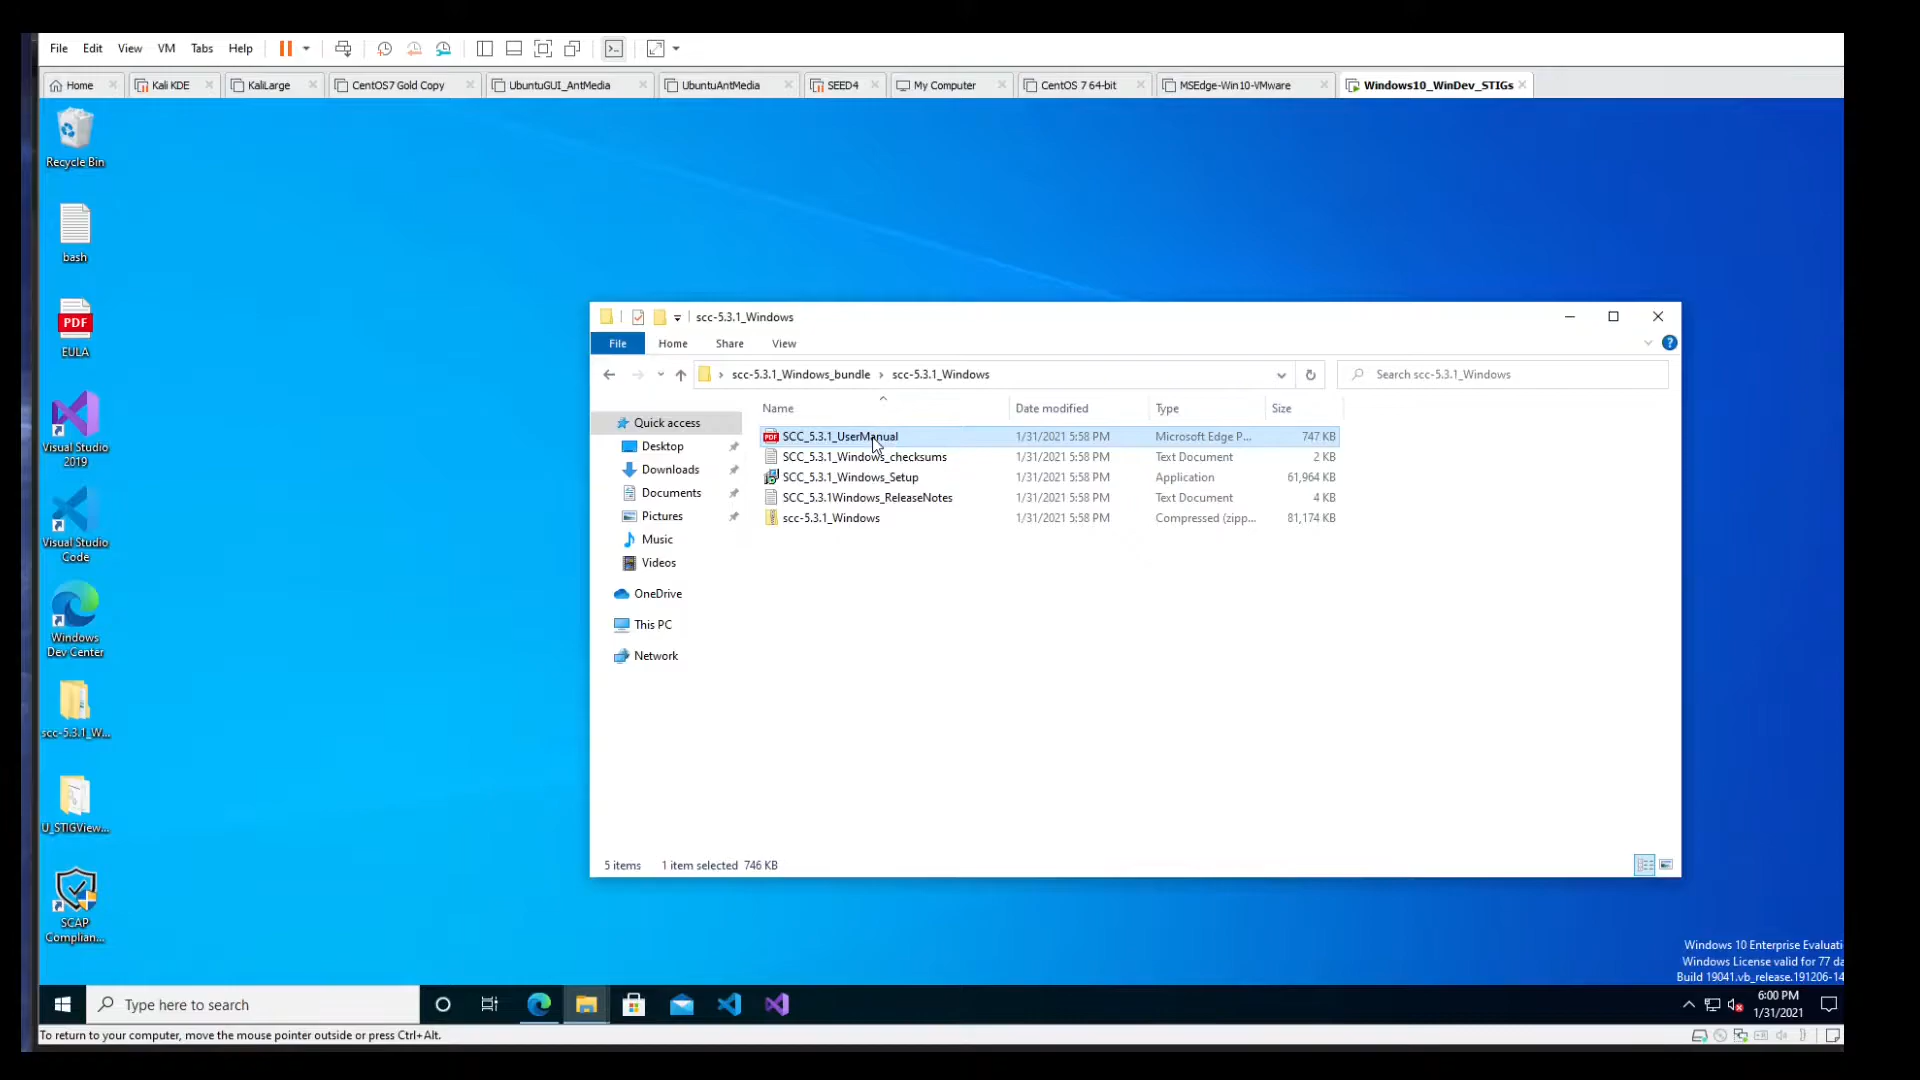 File Edit View VM Tabs Help
Home Kali KDE KaliLarge CentOS7 Gold Copy UbuntuGUI_AntMedia UbuntuAntMedia SEED4 My Computer CentOS 7 64-bit MSEdge-Win10-VMware Windows10_WinDev_STIGs
Recycle Bin
bash
PDF
EULA
Visual Studio
2019
Visual Studio
Code
Windows
Dev Center
scc-5.3.1_W...
U_STIGView...
SCAP
Complian...
scc-5.3.1_Windows
File Home Share View
scc-5.3.1_Windows_bundle › scc-5.3.1_Windows
Search scc-5.3.1_Windows
Quick access
Desktop
Downloads
Documents
Pictures
Music
Videos
OneDrive
This PC
Network
Name Date modified Type Size
SCC_5.3.1_UserManual 1/31/2021 5:58 PM Microsoft Edge P... 747 KB
SCC_5.3.1_Windows_checksums 1/31/2021 5:58 PM Text Document 2 KB
SCC_5.3.1_Windows_Setup 1/31/2021 5:58 PM Application 61,964 KB
SCC_5.3.1Windows_ReleaseNotes 1/31/2021 5:58 PM Text Document 4 KB
scc-5.3.1_Windows 1/31/2021 5:58 PM Compressed (zipp... 81,174 KB
5 items 1 item selected 746 KB
Windows 10 Enterprise Evaluati
Windows License valid for 77 da
Build 19041.vb_release.191206-14
Type here to search
6:00 PM
1/31/2021
To return to your computer, move the mouse pointer outside or press Ctrl+Alt.